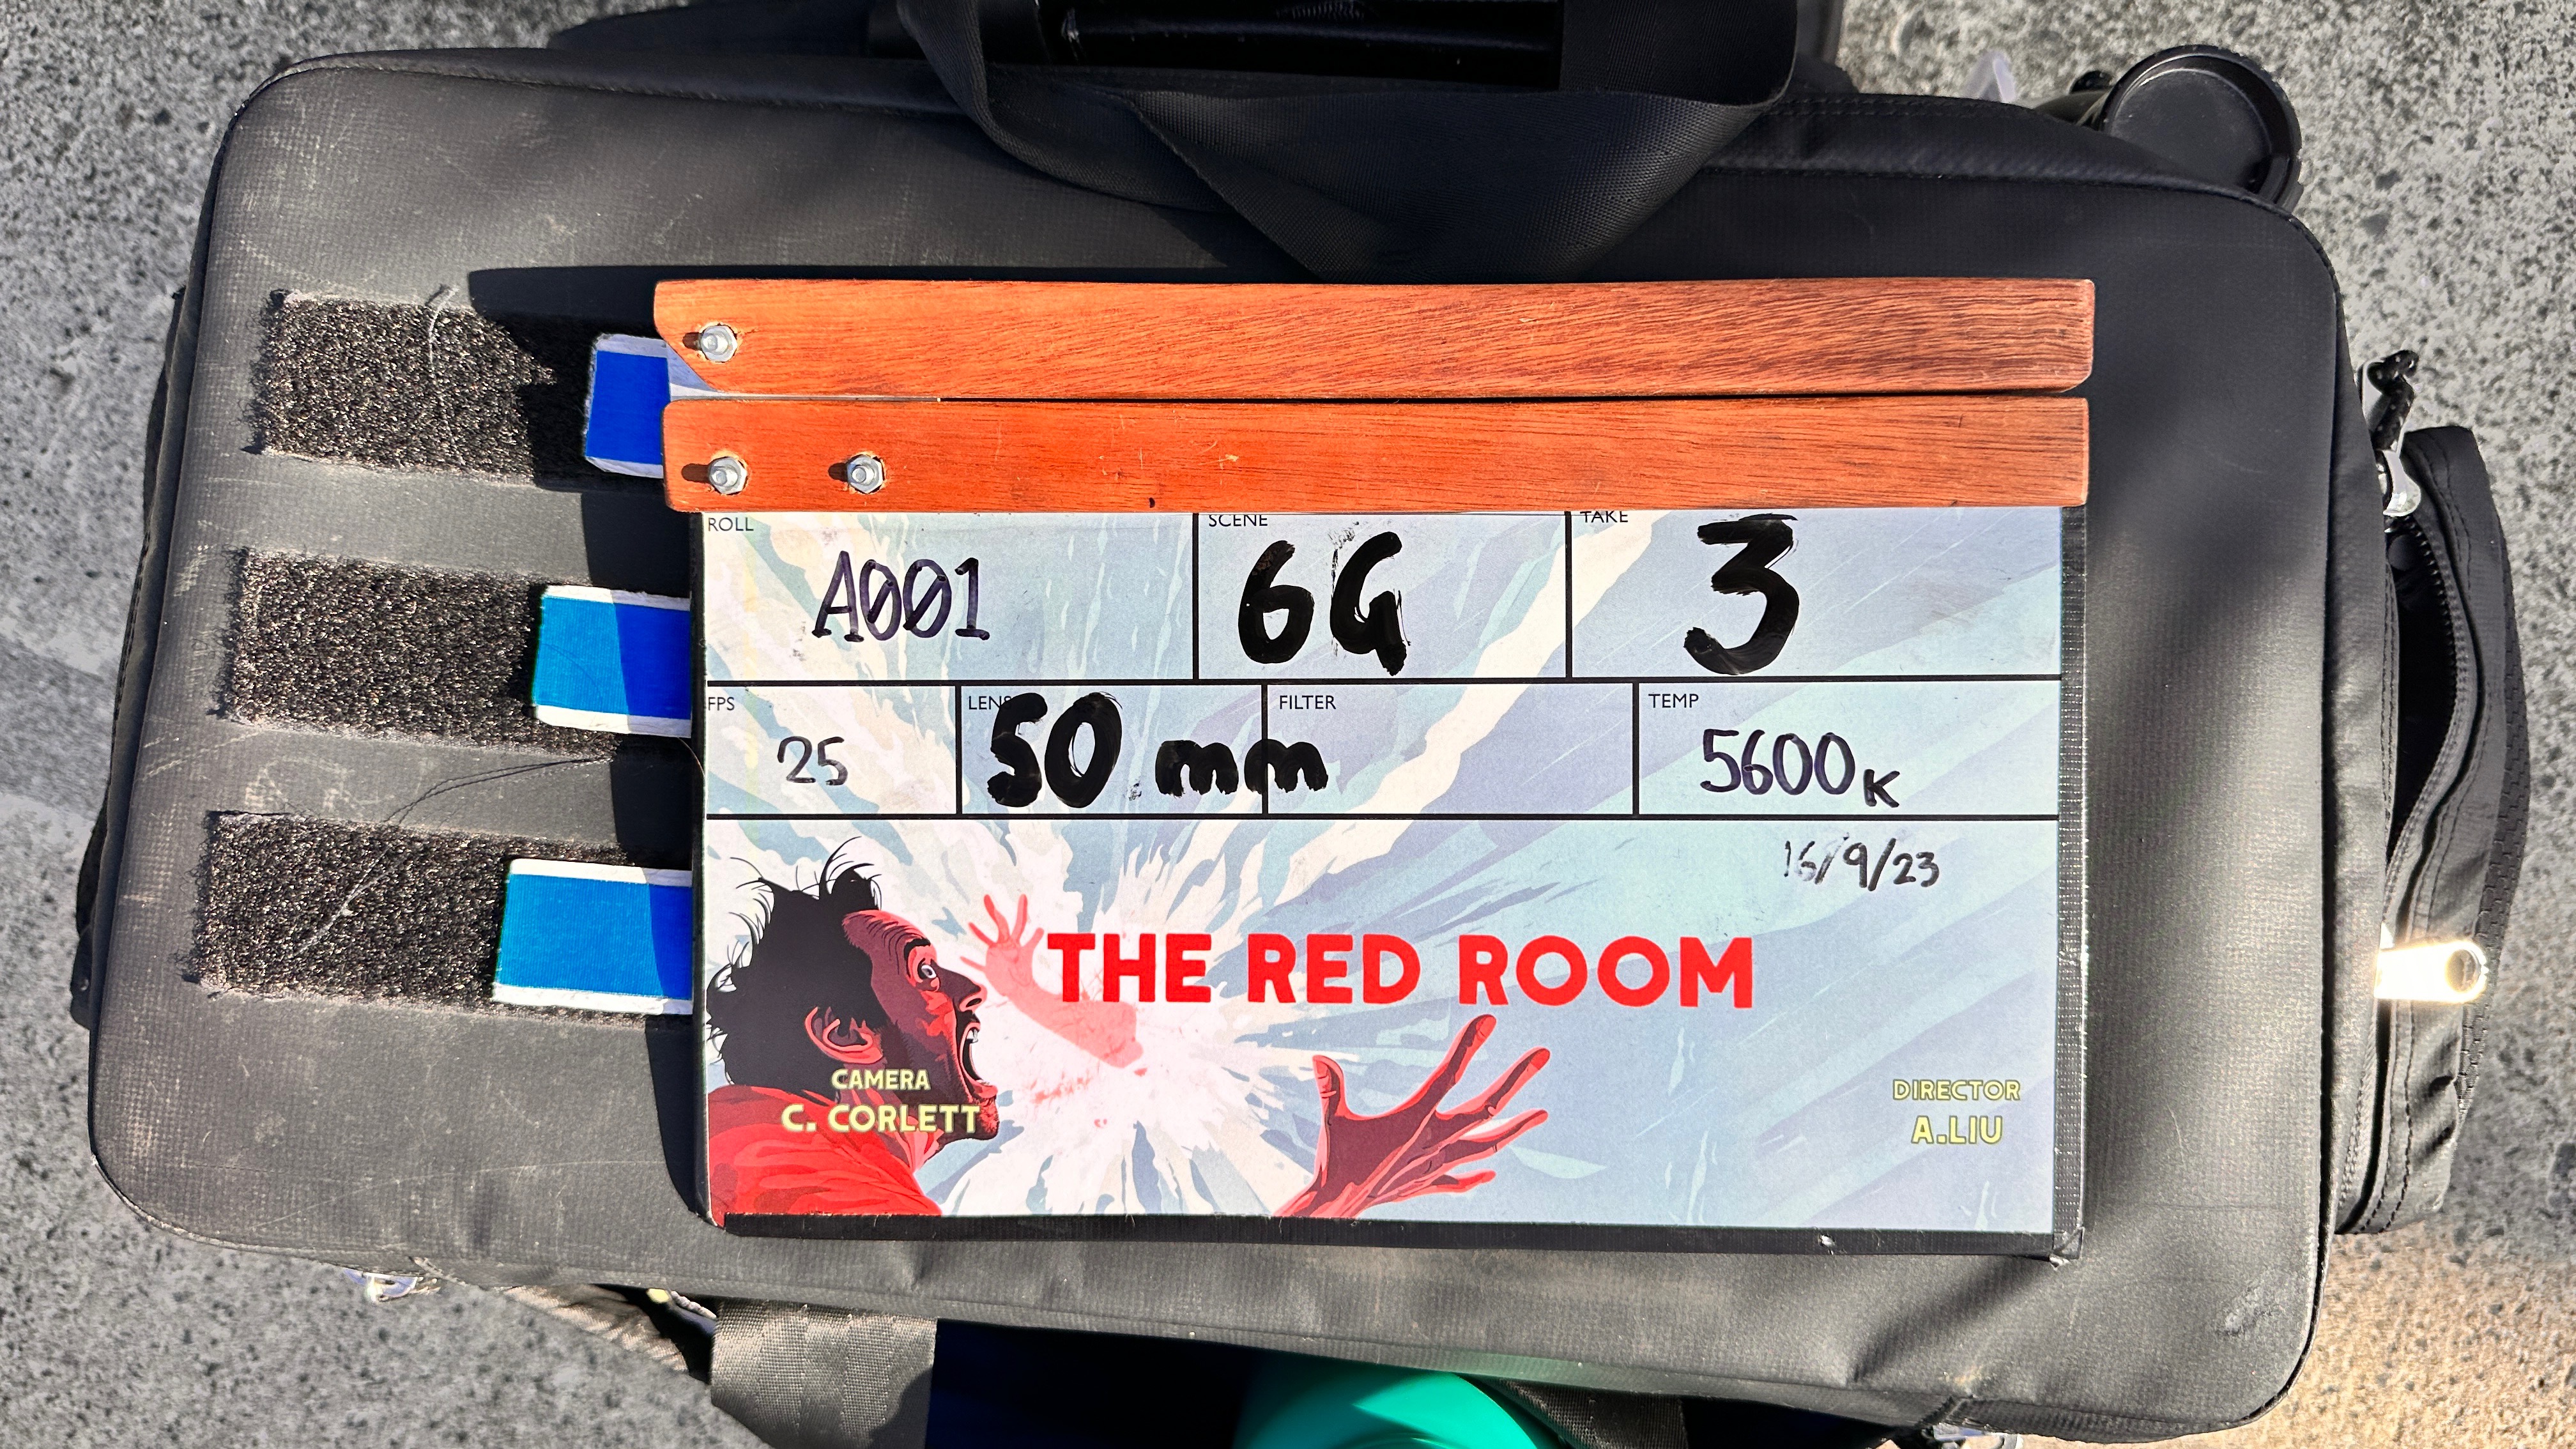 ROLL
A001
SCENE
6G
TAKE
3
FPS
25
LENS
50 mm
FILTER
TEMP
5600K
16/9/23
THE RED ROOM
CAMERA
C. CORLETT
DIRECTOR
A.LIU